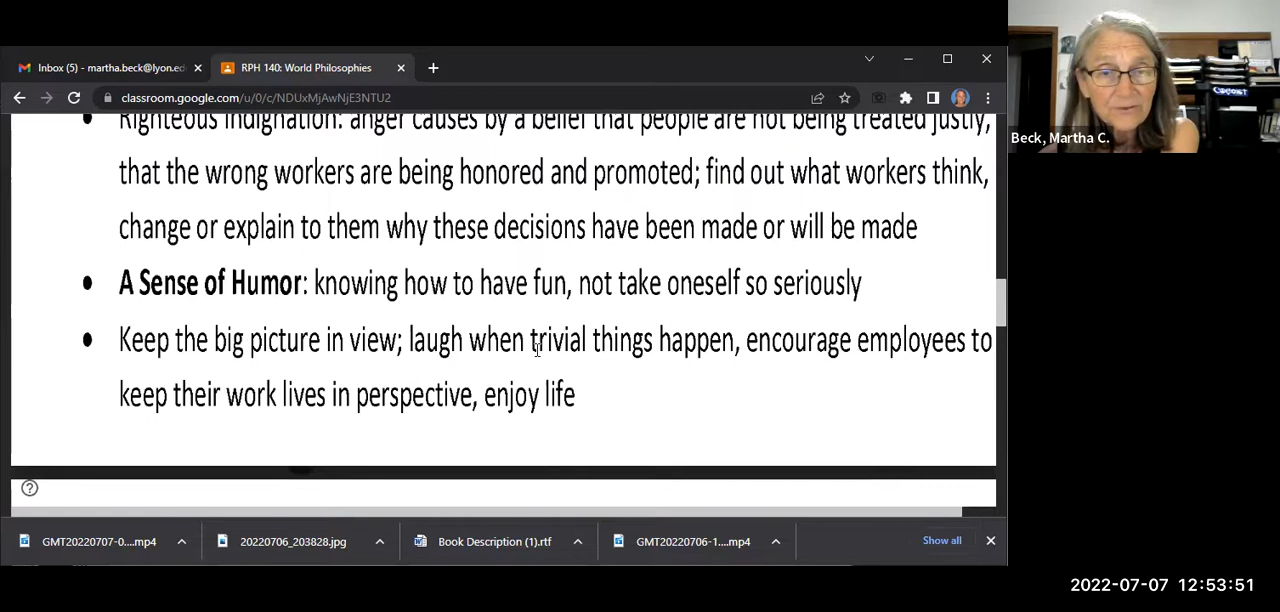 Inbox (5) - martha.beck@lyon.ed
RPH 140: World Philosophies
classroom.google.com/u/0/c/NDUxMjAwNjE3NTU2
Righteous Indignation: anger causes by a belief that people are not being treated justly,
that the wrong workers are being honored and promoted; find out what workers think,
change or explain to them why these decisions have been made or will be made
A Sense of Humor: knowing how to have fun, not take oneself so seriously
Keep the big picture in view; laugh when trivial things happen, encourage employees to
keep their work lives in perspective, enjoy life
Beck, Martha C.
GMT20220707-0....mp4
20220706_203828.jpg
Book Description (1).rtf
GMT20220706-1....mp4
Show all
2022-07-07 12:53:51